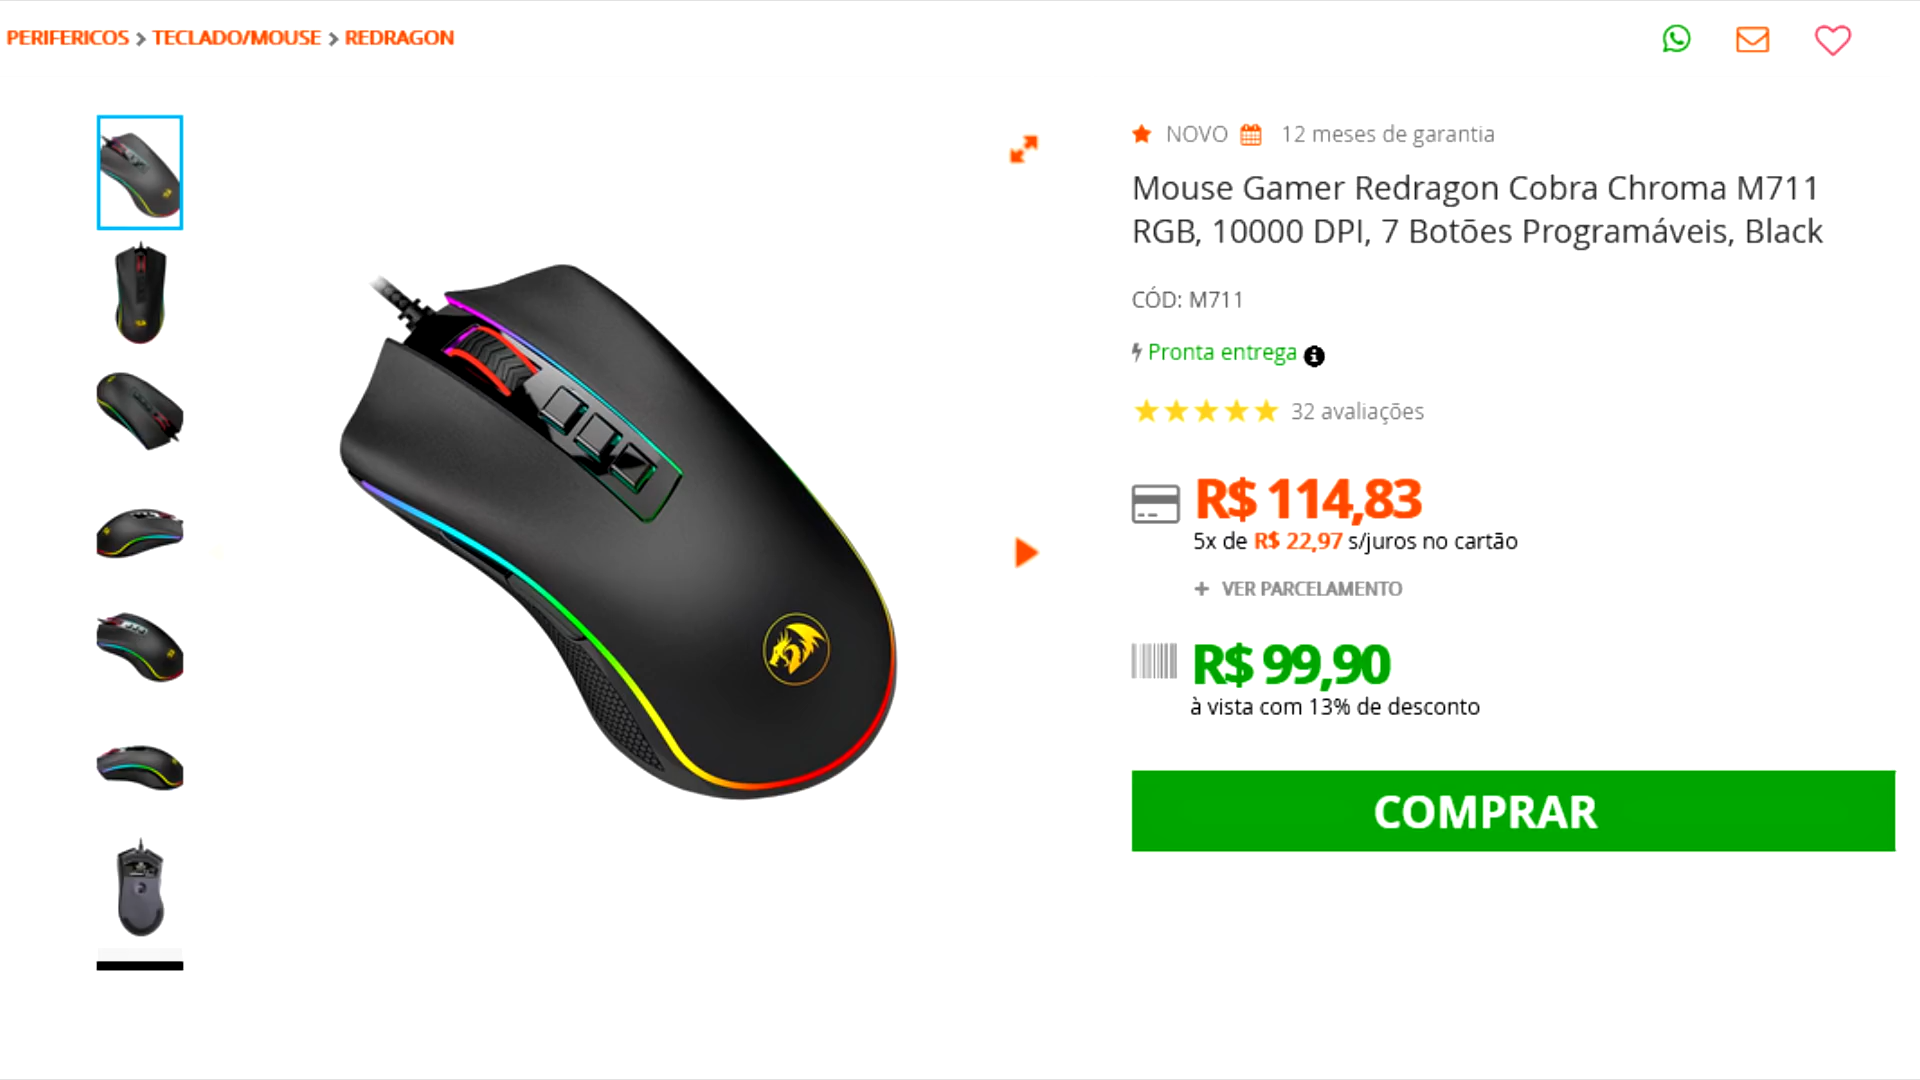 PERIFERICOS > TECLADO/MOUSE > REDRAGON
NOVO 12 meses de garantia
Mouse Gamer Redragon Cobra Chroma M711
RGB, 10000 DPI, 7 Botões Programáveis, Black
CÓD: M711
Pronta entrega
32 avaliações
R$ 114,83
5x de R$ 22,97 s/juros no cartão
+ VER PARCELAMENTO
R$ 99,90
à vista com 13% de desconto
COMPRAR